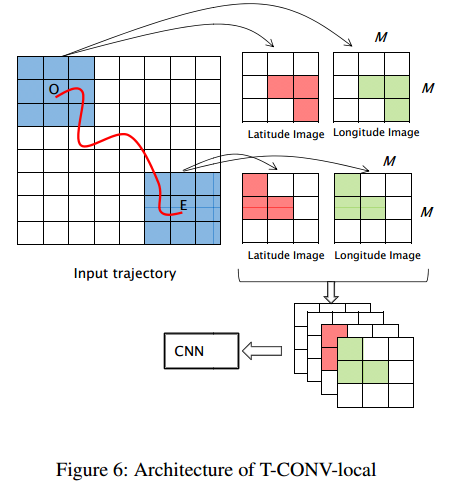 M
O
M
Latitude Image
Longitude Image
M
E
M
Latitude Image
Longitude Image
Input trajectory
CNN
Figure 6: Architecture of T-CONV-local